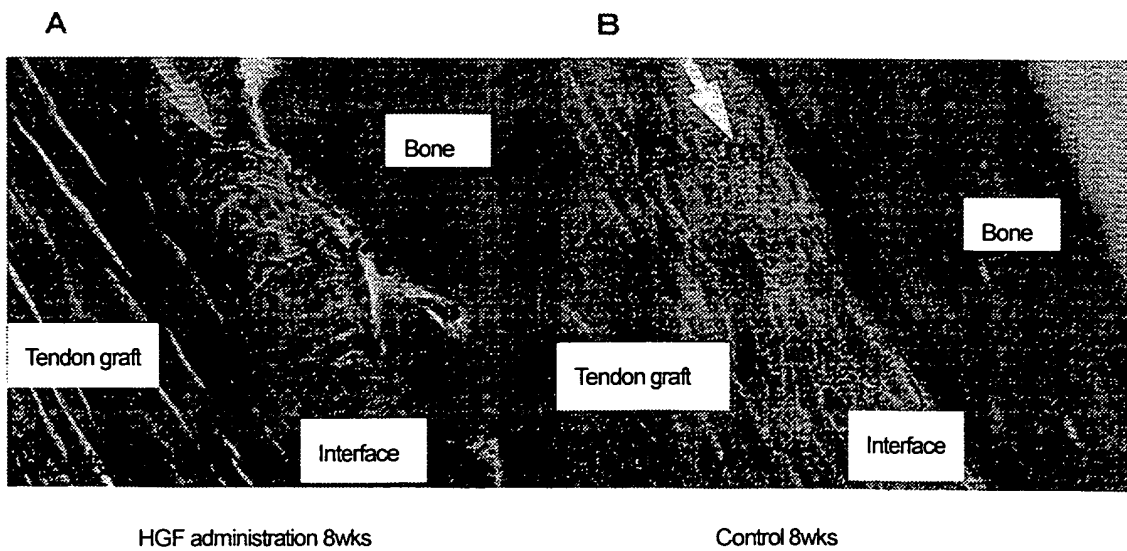 A
B
Bone
Bone
Tendon graft
Tendon graft
Interface
Interface
HGF administration 8wks
Control 8wks